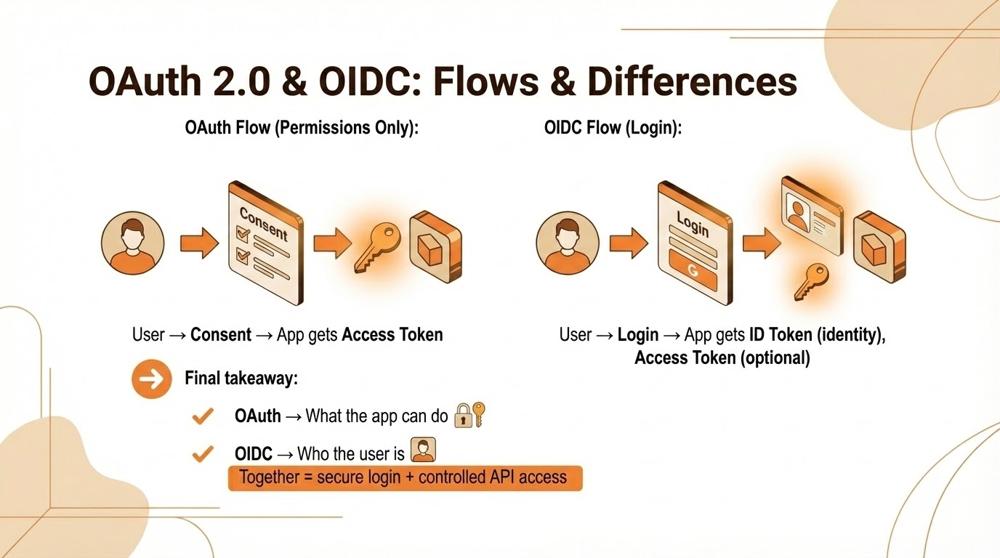 OAuth 2.0 & OIDC: Flows & Differences
OAuth Flow (Permissions Only):
OIDC Flow (Login):
Consent
Login
G
User → Consent → App gets Access Token
User → Login → App gets ID Token (identity),
Access Token (optional)
Final takeaway:
OAuth → What the app can do
OIDC → Who the user is
Together = secure login + controlled API access